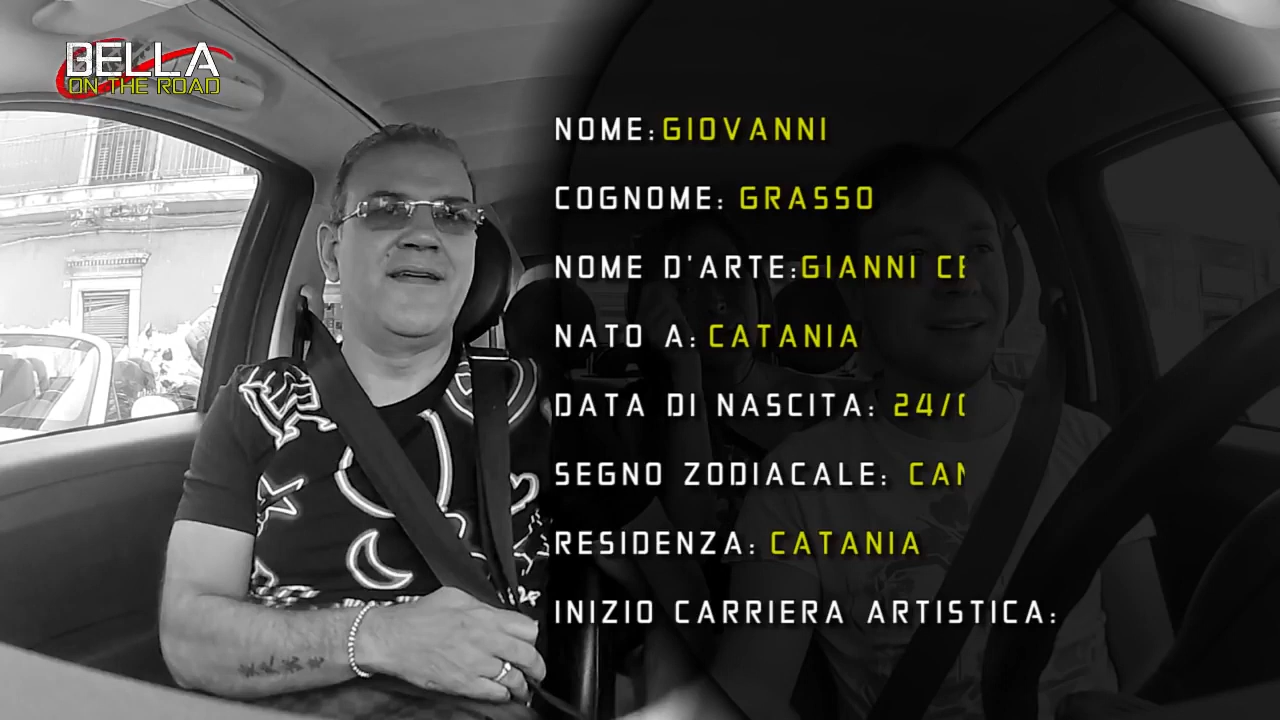 BELLA
ON THE ROAD
NOME: GIOVANNI
COGNOME: GRASSO
NOME D'ARTE: GIANNI
NATO A: CATANIA
DATA DI NASCITA: 24/
SEGNO ZODIACALE:
RESIDENZA: CATANIA
INIZIO CARRIERA ARTISTICA: